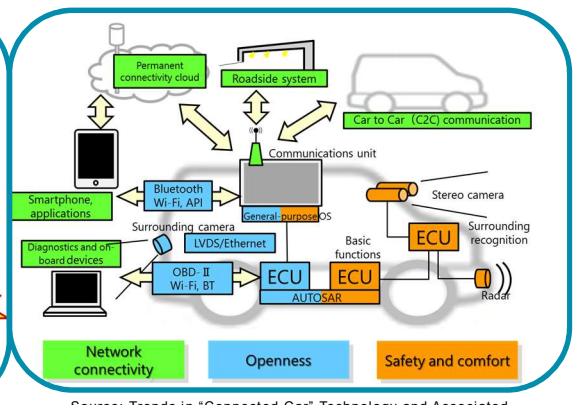 Permanent
connectivity cloud
Roadside system
Car to Car (C2C) communication
Communications unit
Smartphone,
applications
Bluetooth
Wi-Fi, API
General-purpose OS
Stereo camera
Surrounding camera
LVDS/Ethernet
Basic
functions
Surrounding
recognition
ECU
Diagnostics and on-
board devices
OBD-Ⅱ
Wi-Fi, BT
ECU
ECU
AUTOSAR
Radar
Network
connectivity
Openness
Safety and comfort
Source: Trends in "Connected Car" Technology and Associated